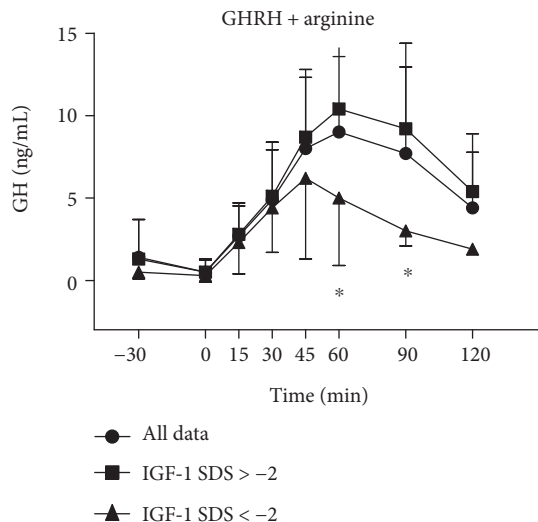 GHRH + arginine
15
10
5
0
GH (ng/mL)
* *
−30 0 15 30 45 60 90 120
Time (min)
All data
IGF-1 SDS > −2
IGF-1 SDS < −2